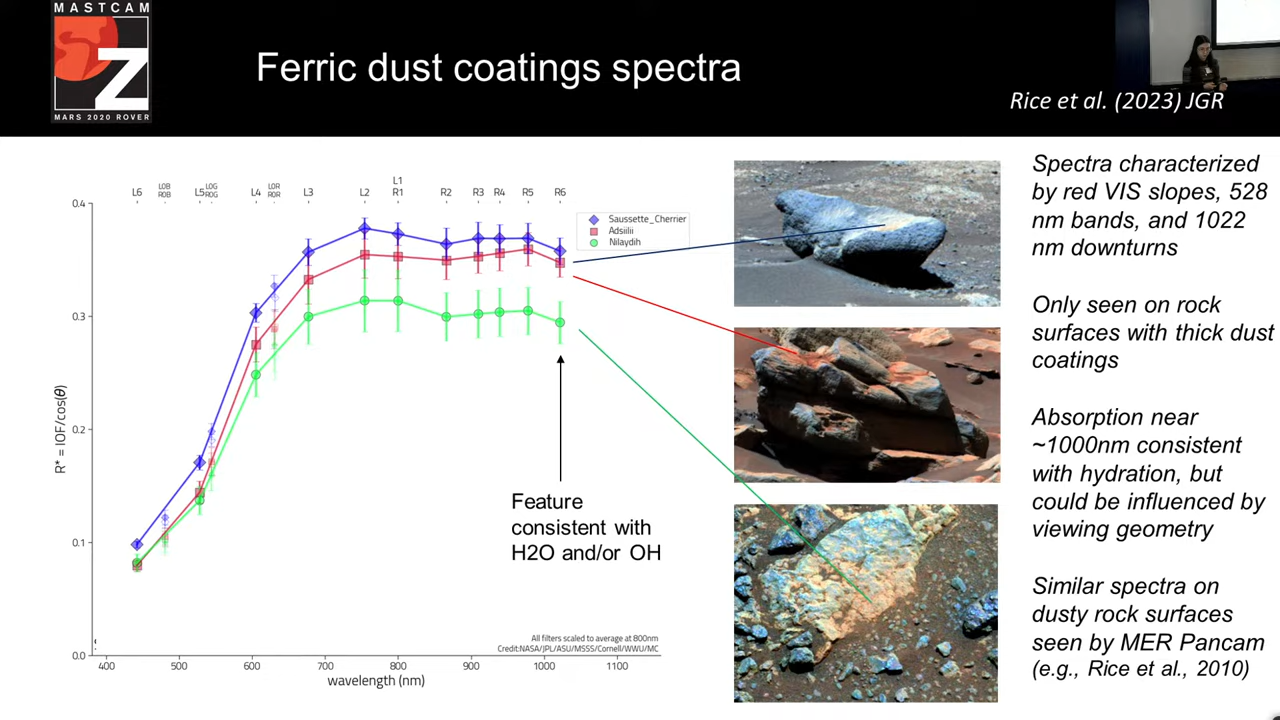 MASTCAM
Z
MARS 2020 ROVER
Ferric dust coatings spectra
Rice et al. (2023) JGR
L6
L0B
R0B
L5
L0G
R0G
L4
L0R
R0R
L3
L2
L1
R1
R2
R3
R4
R5
R6
0.4
0.3
0.2
0.1
0.0
R* = IOF/cos(θ)
Saussette_Cherrier
Adsiilii
Nilaydih
Feature
consistent with
H2O and/or OH
All filters scaled to average at 800nm
Credit:NASA/JPL/ASU/MSSS/Cornell/WWU/MC
400
500
600
700
800
900
1000
1100
wavelength (nm)
Spectra characterized
by red VIS slopes, 528
nm bands, and 1022
nm downturns
Only seen on rock
surfaces with thick dust
coatings
Absorption near
~1000nm consistent
with hydration, but
could be influenced by
viewing geometry
Similar spectra on
dusty rock surfaces
seen by MER Pancam
(e.g., Rice et al., 2010)